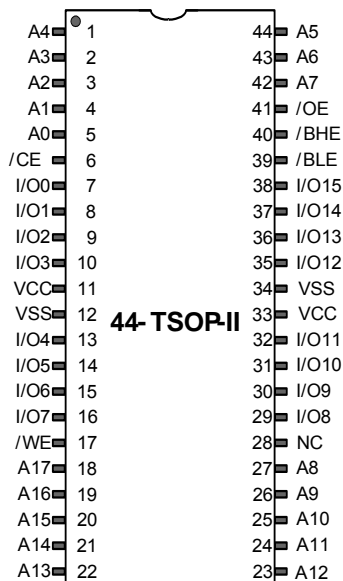 A4 1 44 A5
A3 2 43 A6
A2 3 42 A7
A1 4 41 /OE
A0 5 40 /BHE
/CE 6 39 /BLE
I/O0 7 38 I/O15
I/O1 8 37 I/O14
I/O2 9 36 I/O13
I/O3 10 35 I/O12
VCC 11 34 VSS
VSS 12 33 VCC
44- TSOP-II
I/O4 13 32 I/O11
I/O5 14 31 I/O10
I/O6 15 30 I/O9
I/O7 16 29 I/O8
/WE 17 28 NC
A17 18 27 A8
A16 19 26 A9
A15 20 25 A10
A14 21 24 A11
A13 22 23 A12